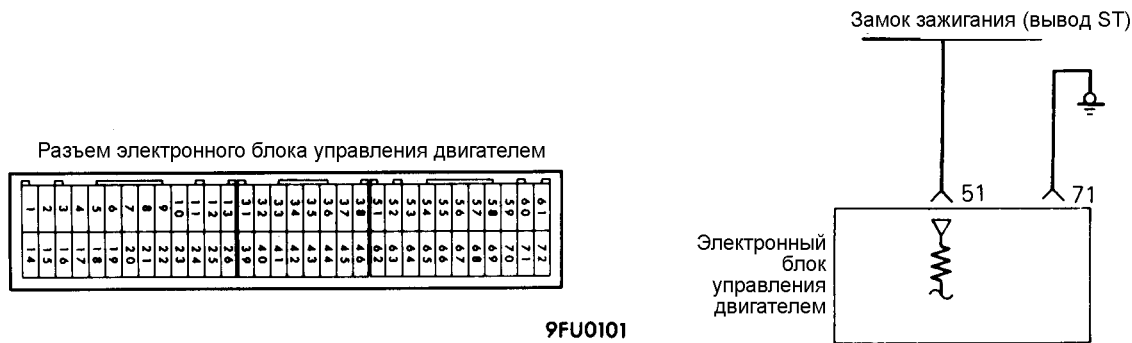 Замок зажигания (вывод ST)
Разъем электронного блока управления двигателем
1 2 3 4 5 6 7 8 9 10 11 12 13 31 32 33 34 35 36 37 38 51 52 53 54 55 56 57 58 59 60 61
14 15 16 17 18 19 20 21 22 23 24 25 26 39 40 41 42 43 44 45 46 62 63 64 65 66 67 68 69 70 71 72
51 71
Электронный
блок
управления
двигателем
9FU0101